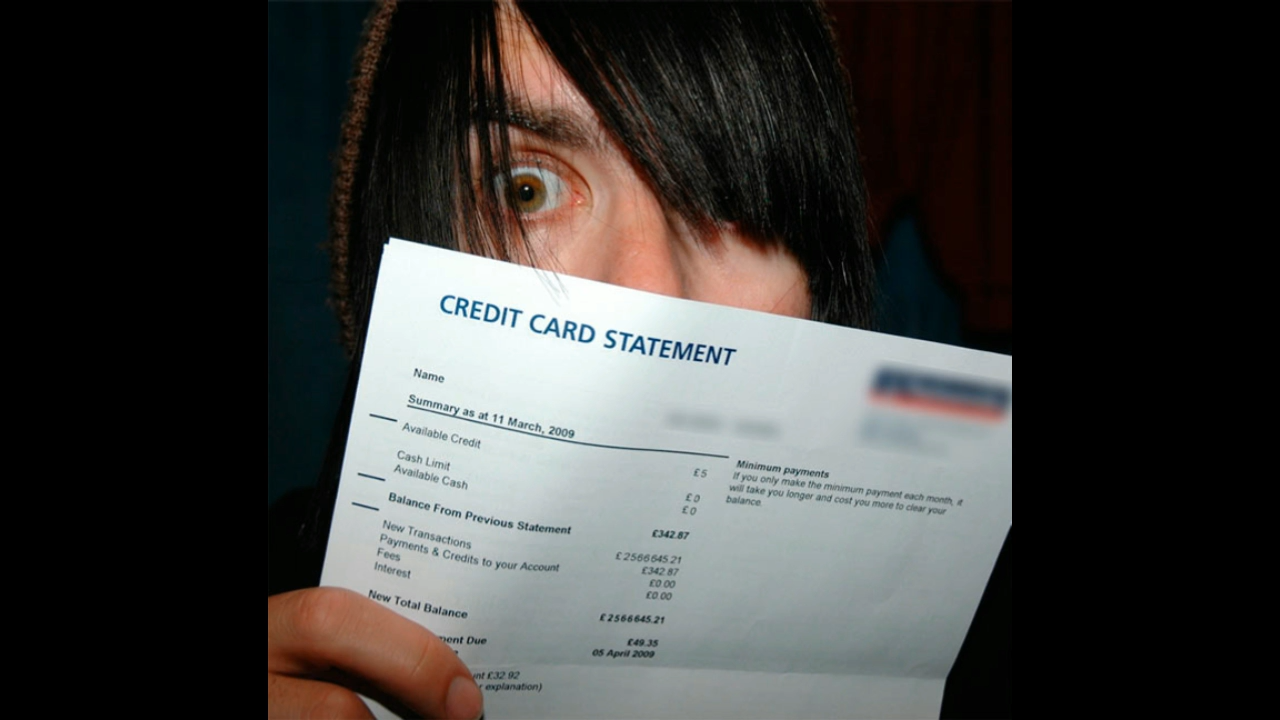 CREDIT CARD STATEMENT
Name
Summary as at 11 March, 2009
Available Credit £5
Cash Limit £0
Available Cash £0
Balance From Previous Statement £342.87
New Transactions £2566645.21
Payments & Credits to your Account £342.87
Fees £0.00
Interest £0.00
New Total Balance £2566645.21
ent Due £49.35
05 April 2009
nt £32.92
explanation)
Minimum payments
If you only make the minimum payment each month, it
will take you longer and cost you more to clear your
balance.